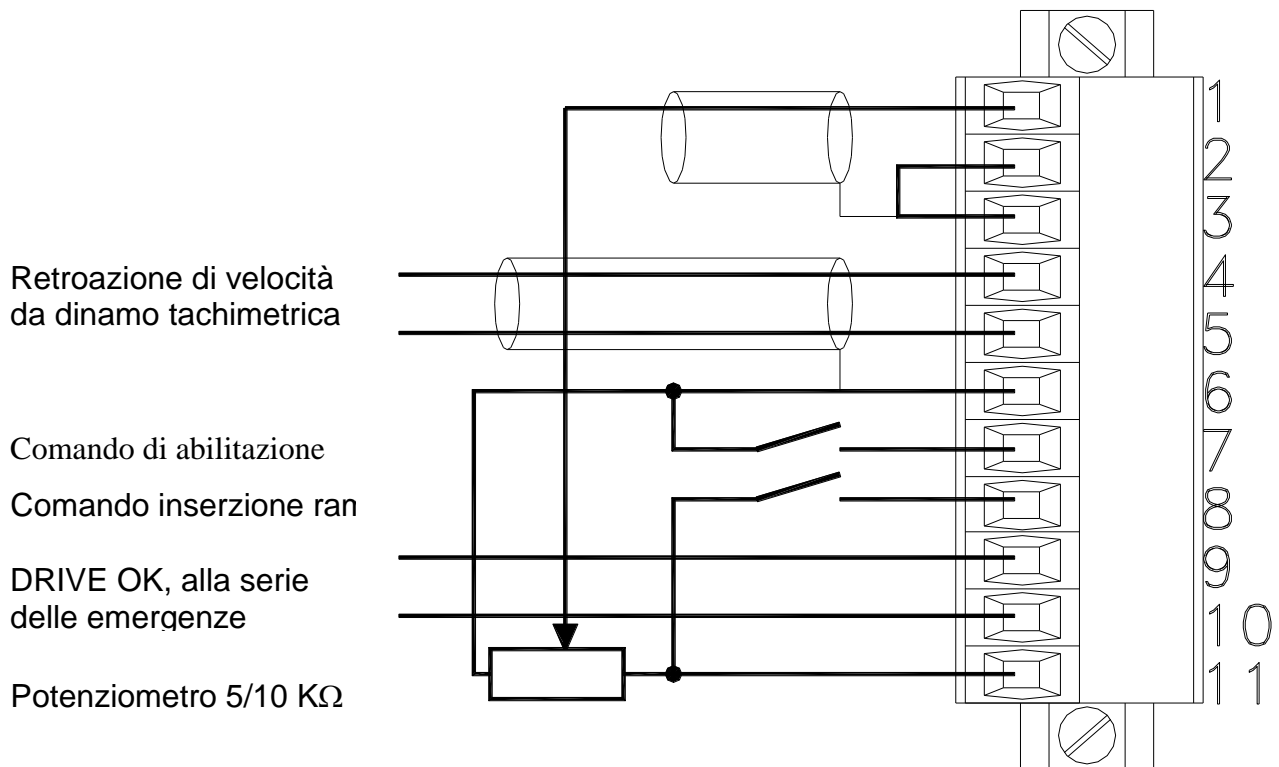 1
2
3
Retroazione di velocità
4
da dinamo tachimetrica
5
6
Comando di abilitazione
7
Comando inserzione ran
8
9
DRIVE OK, alla serie
delle emergenze
10
Potenziometro 5/10 KΩ
11